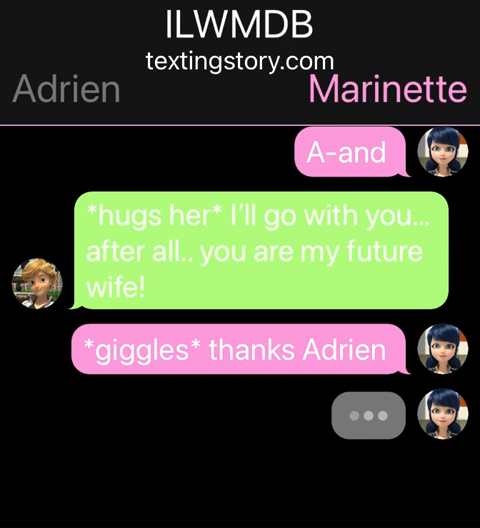 ILWMDB
textingstory.com
Adrien
Marinette
A-and
*hugs her* I’ll go with you...
after all.. you are my future
wife!
*giggles* thanks Adrien